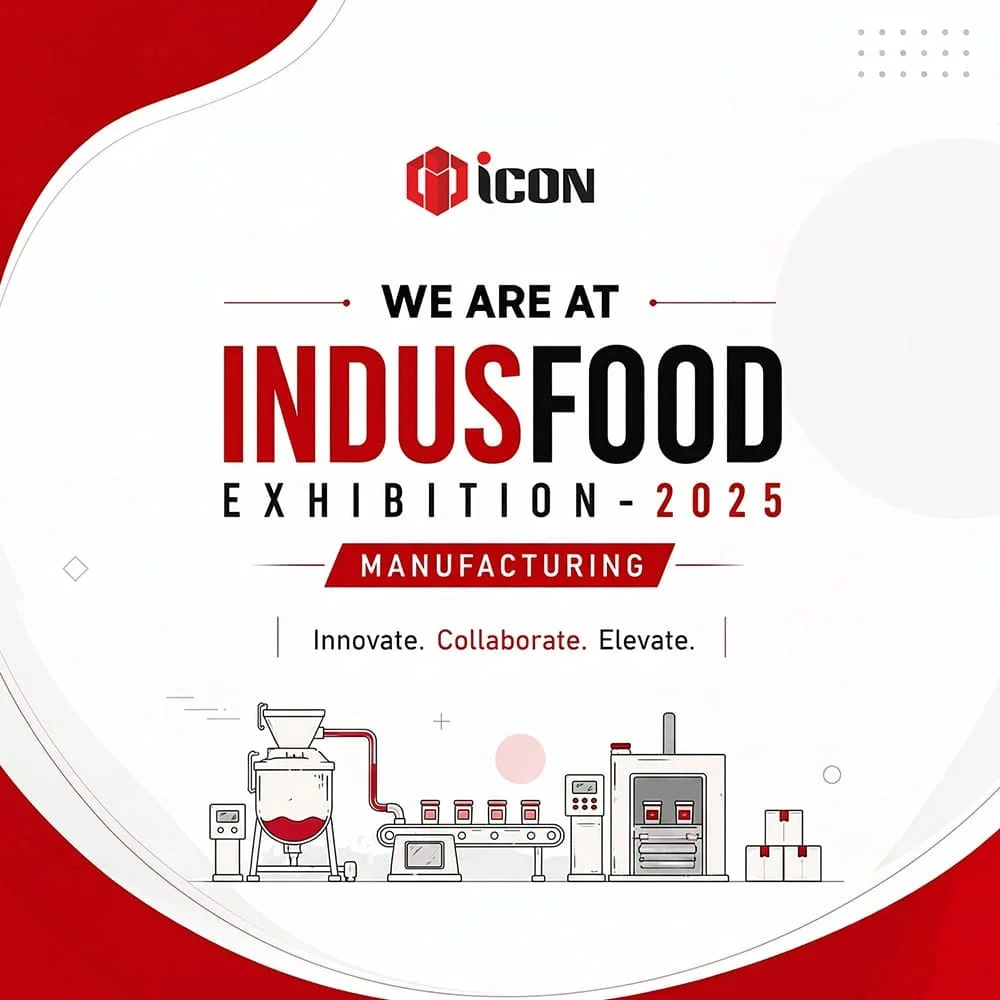 iCON
WE ARE AT
INDUSFOOD
EXHIBITION - 2025
MANUFACTURING
Innovate. Collaborate. Elevate.